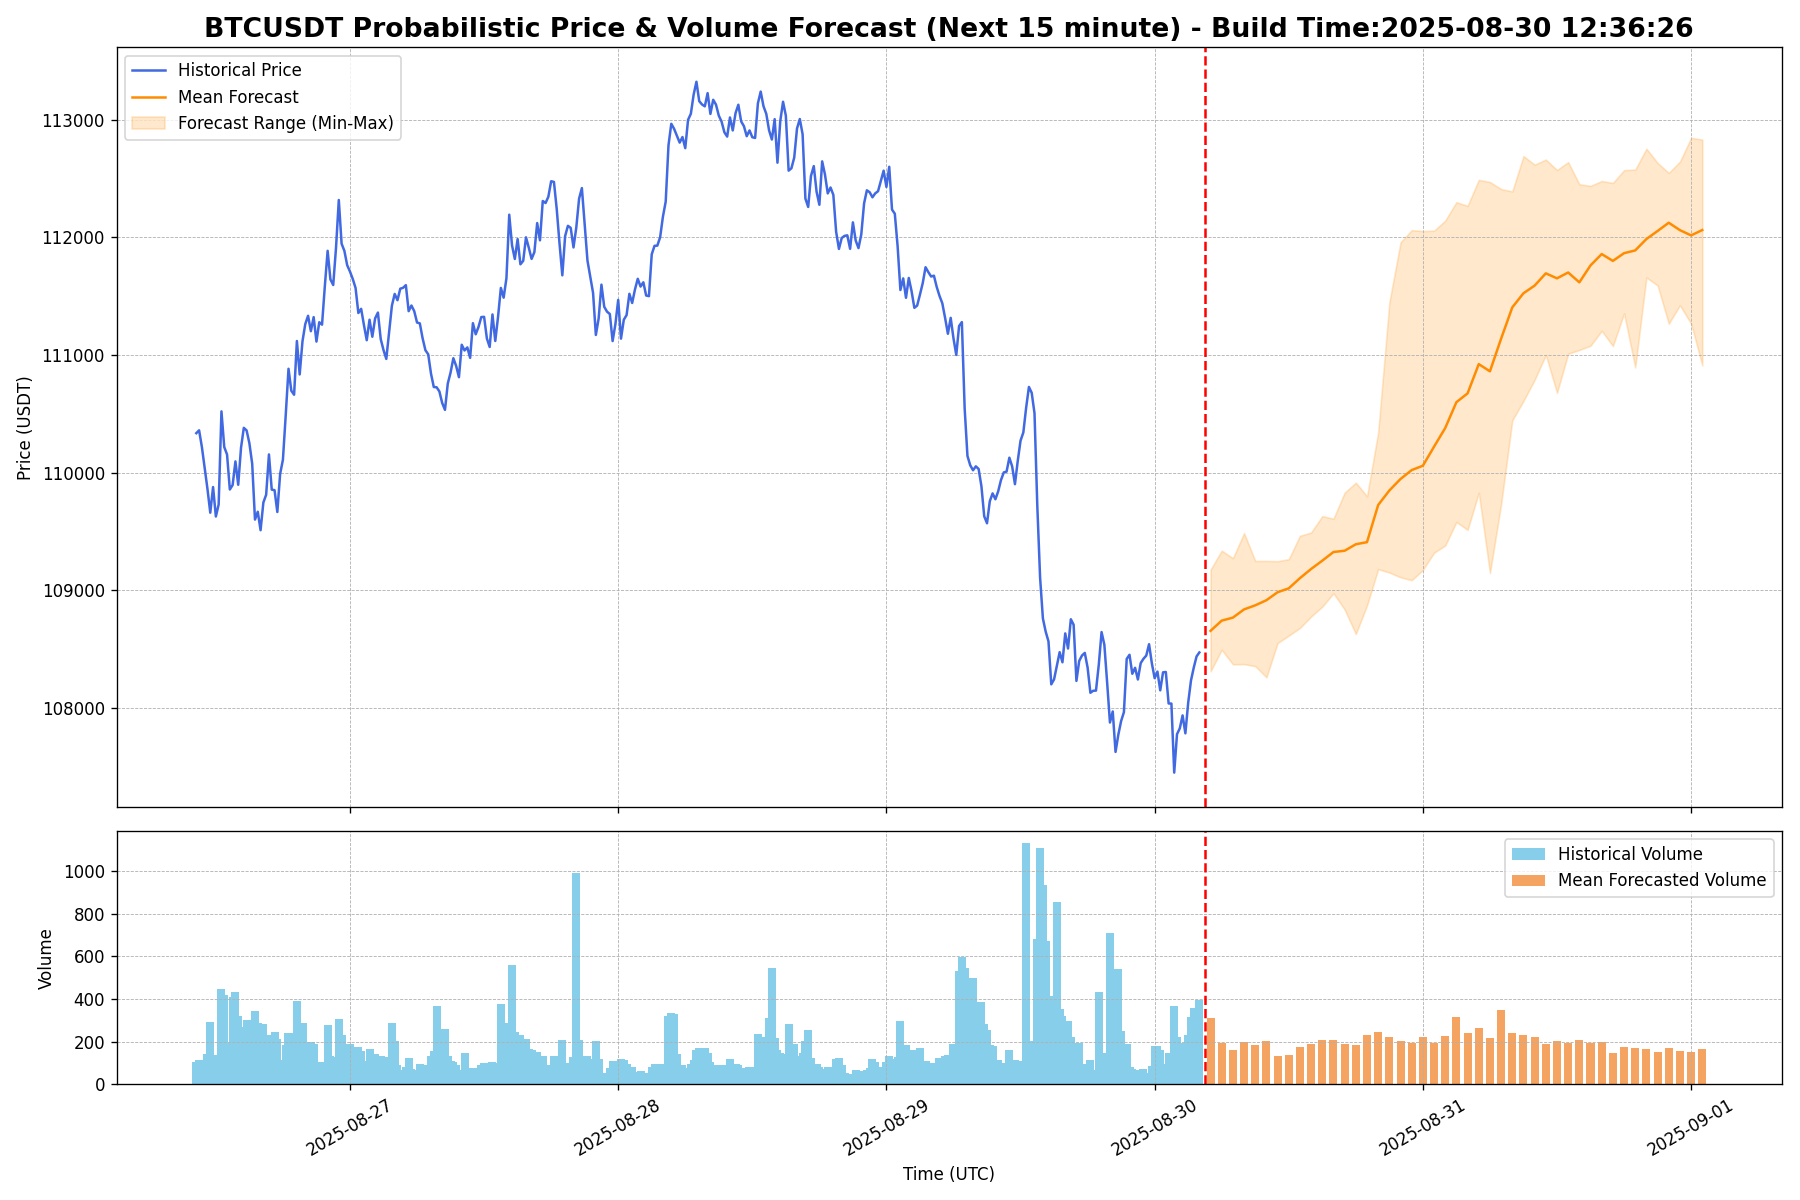 BTCUSDT Probabilistic Price & Volume Forecast (Next 15 minute) - Build Time:2025-08-30 12:36:26
Historical Price
Mean Forecast
Forecast Range (Min-Max)
113000
112000
111000
110000
109000
108000
Price (USDT)
Historical Volume
Mean Forecasted Volume
1000
800
600
400
200
0
Volume
2025-08-27
2025-08-28
2025-08-29
2025-08-30
2025-08-31
2025-09-01
Time (UTC)